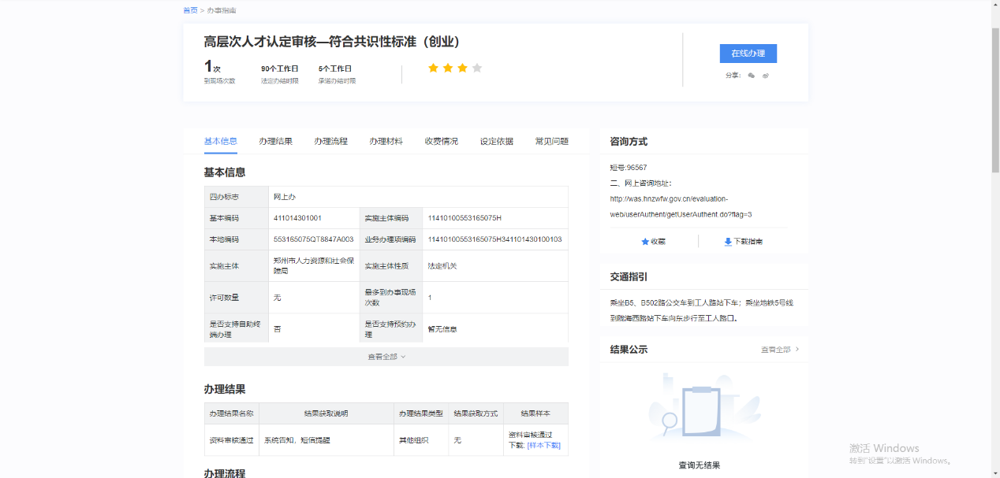 首页 > 办事指南
高层次人才认定审核—符合共识性标准（创业）
1次
到现场次数
90个工作日
法定办结时限
5个工作日
承诺办结时限
在线办理
分享：
基本信息 办理结果 办理流程 办理材料 收费情况 设定依据 常见问题
基本信息
四办标志 网上办
基本编码 411014301001 实施主体编码 11410100553165075H
本地编码 553165075QT8847A003 业务办理项编码 11410100553165075H341101430100103
实施主体 郑州市人力资源和社会保
障局 实施主体性质 法定机关
许可数量 无 最多到办事现场
次数 1
是否支持自助终
端办理 否 是否支持预约办
理 暂无信息
查看全部
办理结果
办理结果名称 结果获取说明 办理结果类型 结果获取方式 结果样本
资料审核通过 系统告知，短信提醒 其他组织 无 资料审核通过
下载: [样本下载]
办理流程
咨询方式
短号:96567
二、网上咨询地址：
http://was.hnzwfw.gov.cn/evaluation-
web/userAuthent/getUserAuthent.do?flag=3
收藏 下载指南
交通指引
乘坐B5、B502路公交车到工人路站下车；乘坐地铁5号线
到陇海西路站下车向东步行至工人路口。
结果公示 查看全部 >
查询无结果
激活 Windows
转到"设置"以激活 Windows。